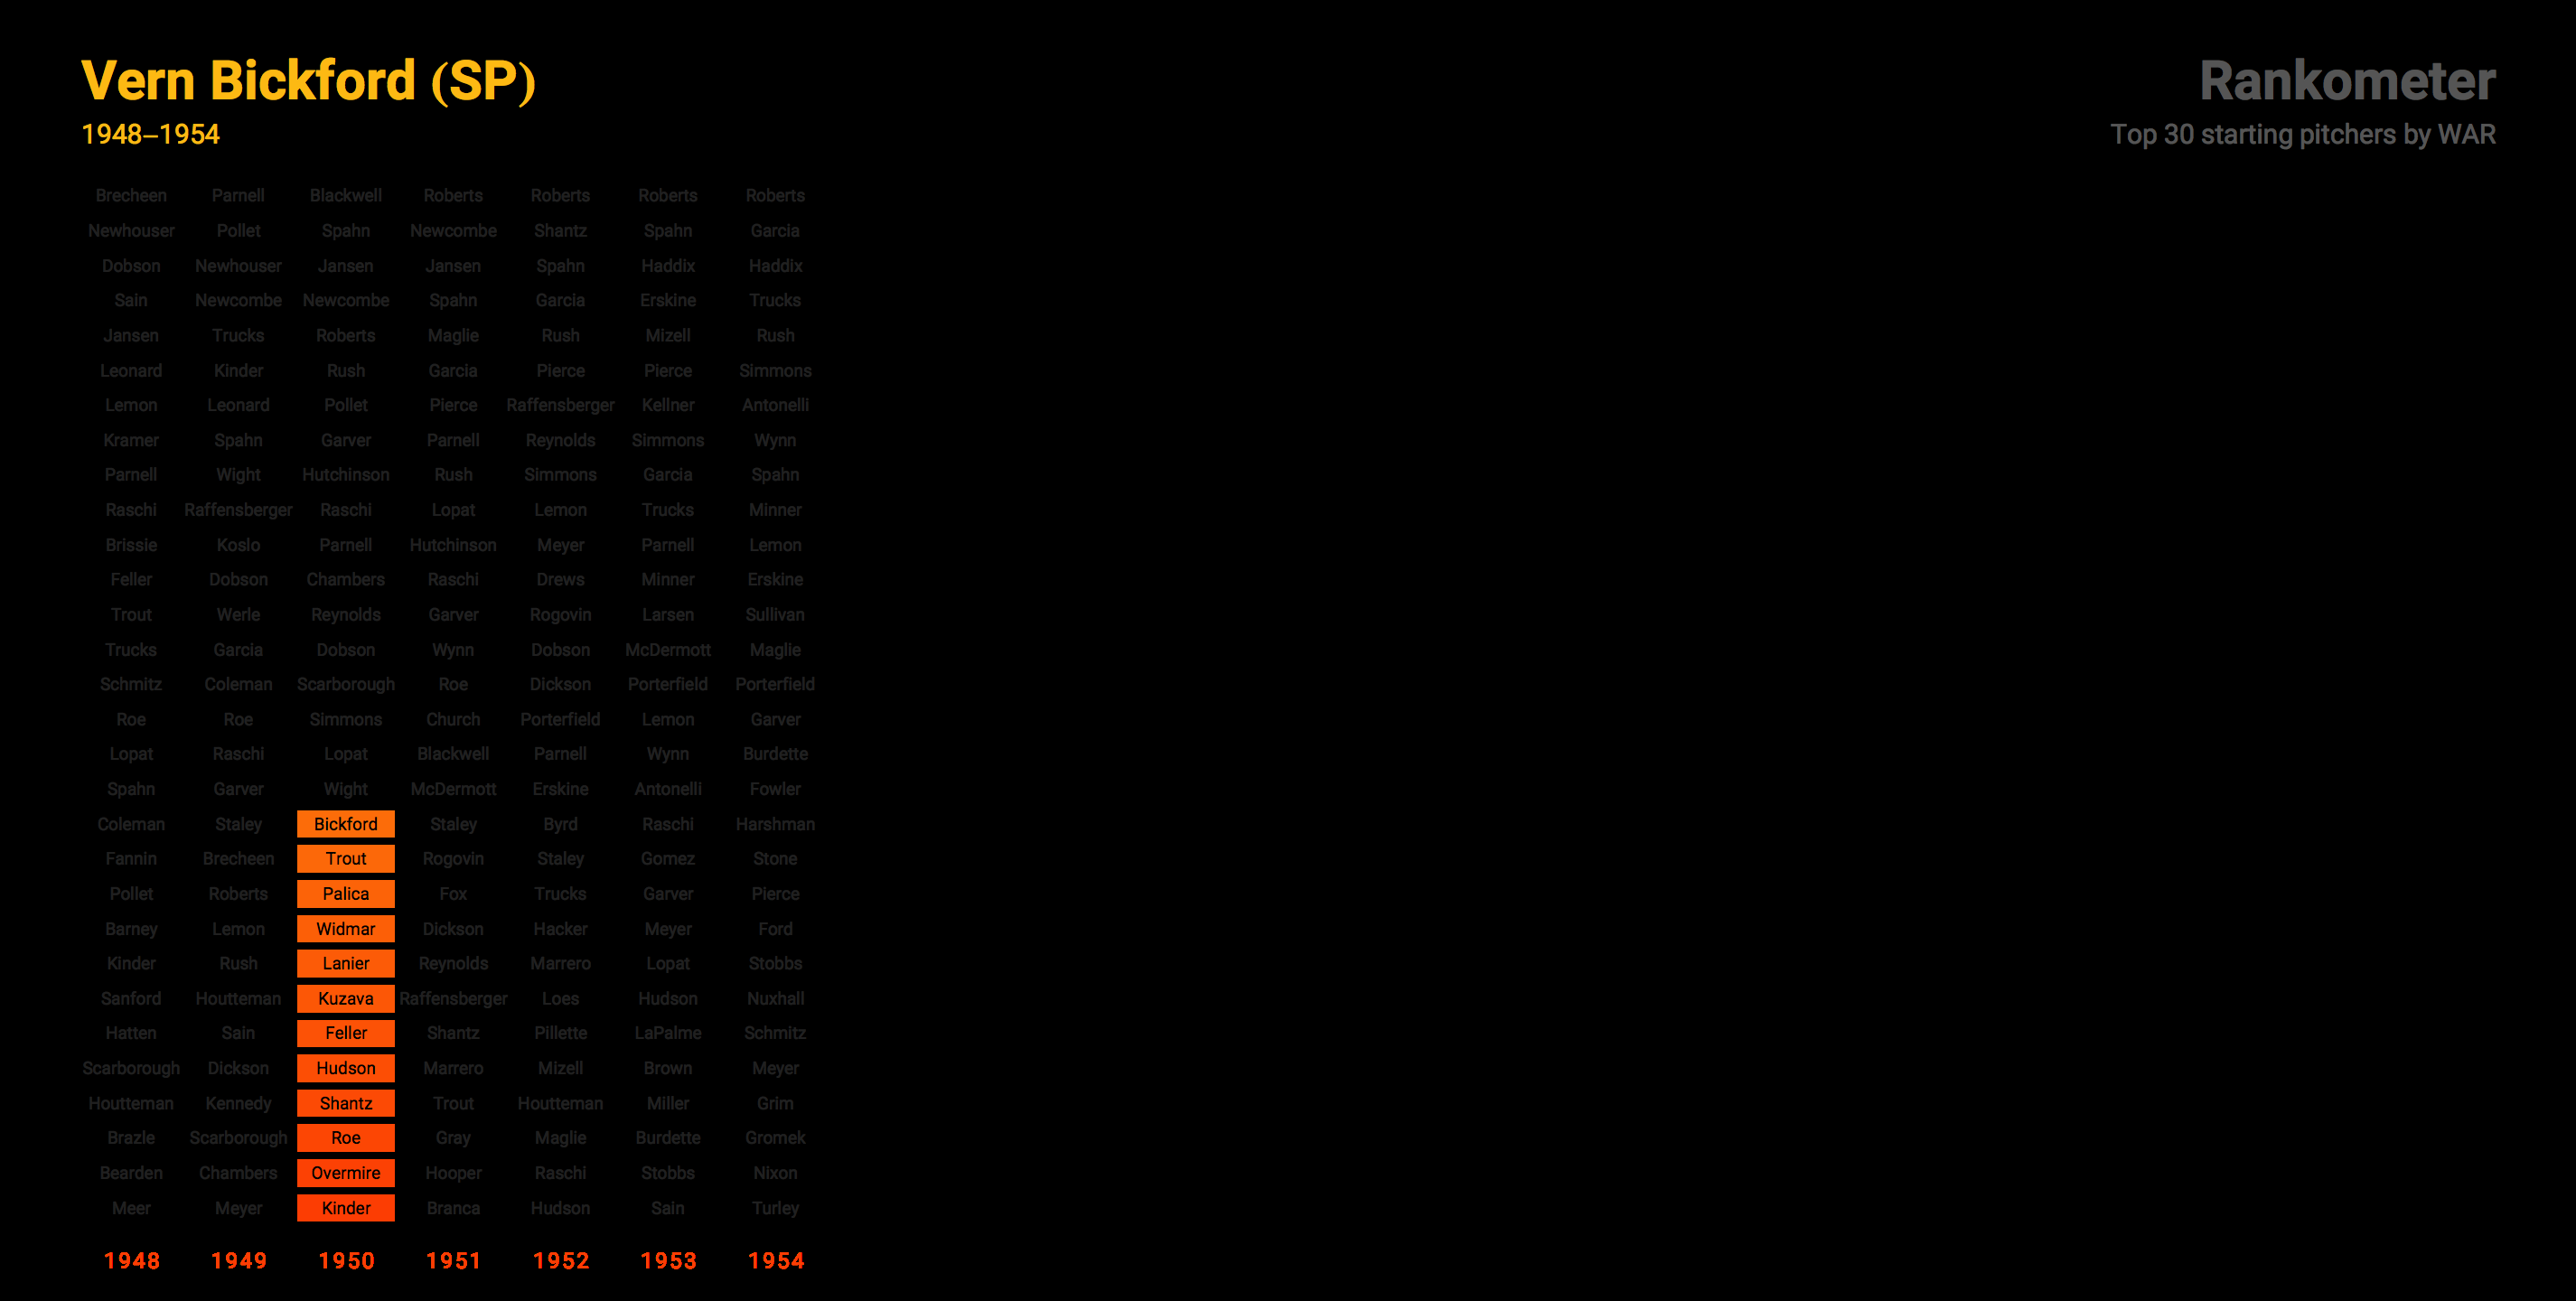 Vern Bickford (SP)
1948–1954
Rankometer
Top 30 starting pitchers by WAR
Brecheen Parnell Blackwell Roberts Roberts Roberts Roberts
Newhouser Pollet Spahn Newcombe Shantz Spahn Garcia
Dobson Newhouser Jansen Jansen Spahn Haddix Haddix
Sain Newcombe Newcombe Spahn Garcia Erskine Trucks
Jansen Trucks Roberts Maglie Rush Mizell Rush
Leonard Kinder Rush Garcia Pierce Pierce Simmons
Lemon Leonard Pollet Pierce Raffensberger Kellner Antonelli
Kramer Spahn Garver Parnell Reynolds Simmons Wynn
Parnell Wight Hutchinson Rush Simmons Garcia Spahn
Raschi Raffensberger Raschi Lopat Lemon Trucks Minner
Brissie Koslo Parnell Hutchinson Meyer Parnell Lemon
Feller Dobson Chambers Raschi Drews Minner Erskine
Trout Werle Reynolds Garver Rogovin Larsen Sullivan
Trucks Garcia Dobson Wynn Dobson McDermott Maglie
Schmitz Coleman Scarborough Roe Dickson Porterfield Porterfield
Roe Roe Simmons Church Porterfield Lemon Garver
Lopat Raschi Lopat Blackwell Parnell Wynn Burdette
Spahn Garver Wight McDermott Erskine Antonelli Fowler
Coleman Staley Bickford Staley Byrd Raschi Harshman
Fannin Brecheen Trout Rogovin Staley Gomez Stone
Pollet Roberts Palica Fox Trucks Garver Pierce
Barney Lemon Widmar Dickson Hacker Meyer Ford
Kinder Rush Lanier Reynolds Marrero Lopat Stobbs
Sanford Houtteman Kuzava Raffensberger Loes Hudson Nuxhall
Hatten Sain Feller Shantz Pillette LaPalme Schmitz
Scarborough Dickson Hudson Marrero Mizell Brown Meyer
Houtteman Kennedy Shantz Trout Houtteman Miller Grim
Brazle Scarborough Roe Gray Maglie Burdette Gromek
Bearden Chambers Overmire Hooper Raschi Stobbs Nixon
Meer Meyer Kinder Branca Hudson Sain Turley
1948 1949 1950 1951 1952 1953 1954